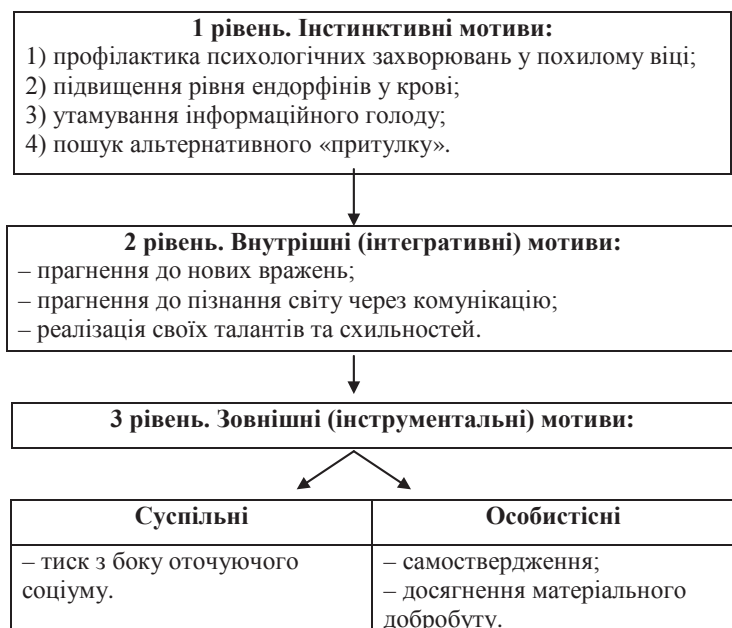 1 рівень. Інстинктивні мотиви:
1) профілактика психологічних захворювань у похилому віці;
2) підвищення рівня ендорфінів у крові;
3) утамування інформаційного голоду;
4) пошук альтернативного «притулку».
2 рівень. Внутрішні (інтегративні) мотиви:
– прагнення до нових вражень;
– прагнення до пізнання світу через комунікацію;
– реалізація своїх талантів та схильностей.
3 рівень. Зовнішні (інструментальні) мотиви:
Суспільні
– тиск з боку оточуючого
соціуму.
Особистісні
– самоствердження;
– досягнення матеріального
добробуту.